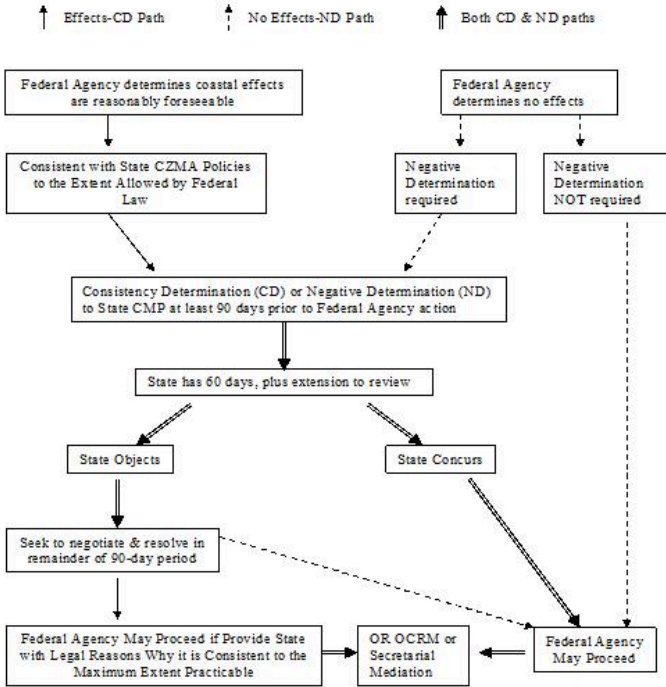 Effects-CD Path
No Effects-ND Path
Both CD & ND paths
Federal Agency determines coastal effects
are reasonably foreseeable
Federal Agency
determines no effects
Consistent with State CZMA Policies
to the Extent Allowed by Federal
Law
Negative
Determination
required
Negative
Determination
NOT required
Consistency Determination (CD) or Negative Determination (ND)
to State CMP at least 90 days prior to Federal Agency action
State has 60 days, plus extension to review
State Objects
State Concurs
Seek to negotiate & resolve in
remainder of 90-day period
Federal Agency May Proceed if Provide State
with Legal Reasons Why it is Consistent to the
Maximum Extent Practicable
OR OCRM or
Secretarial
Mediation
Federal Agency
May Proceed